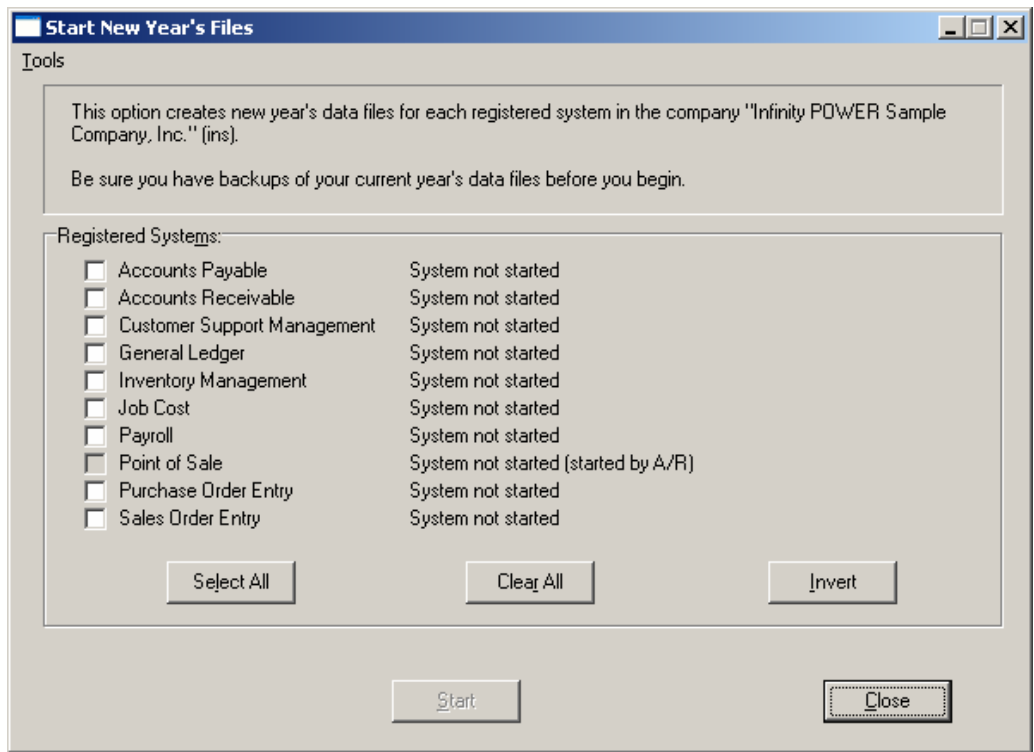 Start New Year's Files
Tools
This option creates new year's data files for each registered system in the company "Infinity POWER Sample
Company, Inc." (ins).
Be sure you have backups of your current year's data files before you begin.
Registered Systems:
Accounts Payable System not started
Accounts Receivable System not started
Customer Support Management System not started
General Ledger System not started
Inventory Management System not started
Job Cost System not started
Payroll System not started
Point of Sale System not started (started by A/R)
Purchase Order Entry System not started
Sales Order Entry System not started
Select All Clear All Invert
Start Close